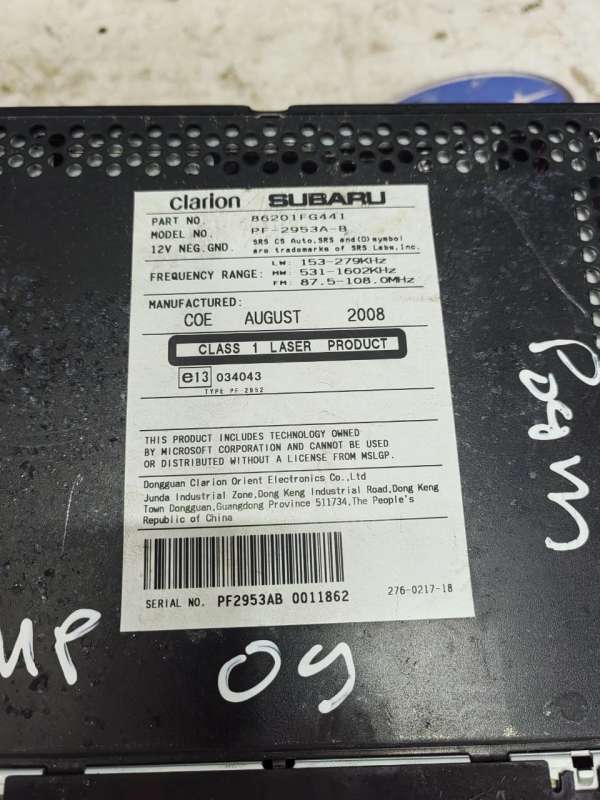 clarion SUBARU
PART NO. 86201FG441
MODEL NO. PF-2953A-B
12V NEG.GND. SRS CS Auto,SRS and(O)symbol
are trademarks of SRS Labs,Inc.
LW: 153-279KHz
FREQUENCY RANGE: MW: 531-1602KHz
FM: 87.5-108.0MHz
MANUFACTURED:
COE AUGUST 2008
CLASS 1 LASER PRODUCT
e13 034043
TYPE PF-2952
THIS PRODUCT INCLUDES TECHNOLOGY OWNED
BY MICROSOFT CORPORATION AND CANNOT BE USED
OR DISTRIBUTED WITHOUT A LICENSE FROM MSLGP.
Dongguan Clarion Orient Electronics Co.,Ltd
Junda Industrial Zone,Dong Keng Industrial Road,Dong Keng
Town Dongguan,Guangdong Province 511734,The People's
Republic of China
SERIAL NO. PF2953AB 0011862
276-0217-18
09